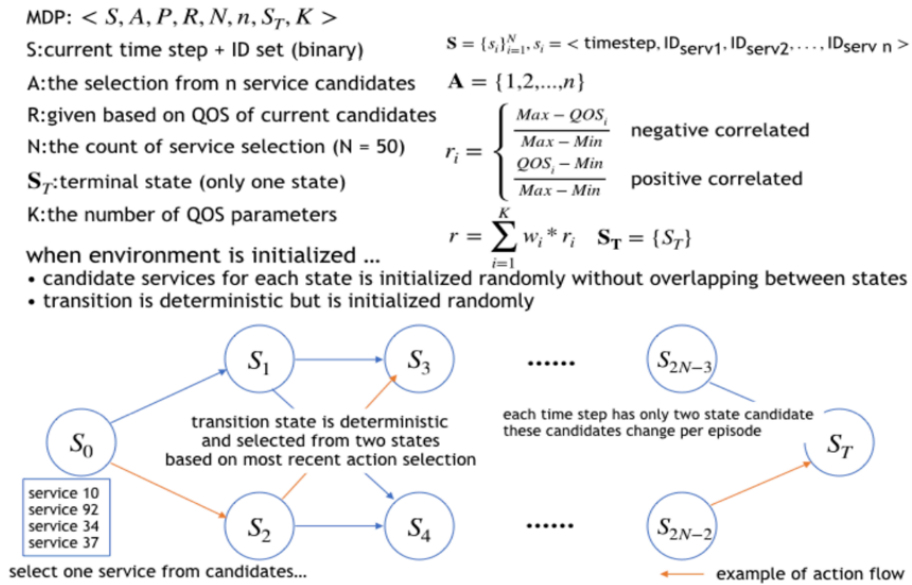 MDP: < S, A, P, R, N, n, S_T, K >
S:current time step + ID set (binary)
S = {s_i}_{i=1}^N, s_i = < timestep, ID_serv1, ID_serv2, . . . , ID_serv n >
A:the selection from n service candidates
A = {1,2,...,n}
R:given based on QOS of current candidates
N:the count of service selection (N = 50)
S_T:terminal state (only one state)
K:the number of QOS parameters
r_i = { (Max − QOS_i)/(Max − Min) negative correlated
(QOS_i − Min)/(Max − Min) positive correlated
r = ∑_{i=1}^K w_i * r_i S_T = {S_T}
when environment is initialized ...
• candidate services for each state is initialized randomly without overlapping between states
• transition is deterministic but is initialized randomly
S_1
S_3
......
S_{2N−3}
transition state is deterministic
and selected from two states
based on most recent action selection
each time step has only two state candidate
these candidates change per episode
S_0
S_T
service 10
service 92
service 34
service 37
S_2
S_4
......
S_{2N−2}
select one service from candidates...
example of action flow